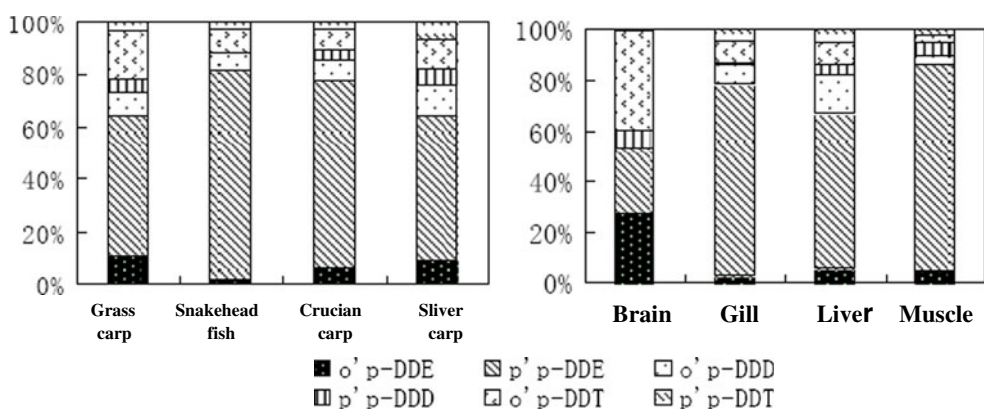 100%
80%
60%
40%
20%
0%
Grass carp
Snakehead fish
Crucian carp
Sliver carp
100%
80%
60%
40%
20%
0%
Brain Gill Liver Muscle
o' p-DDE p' p-DDE o' p-DDD
p' p-DDD o' p-DDT p' p-DDT